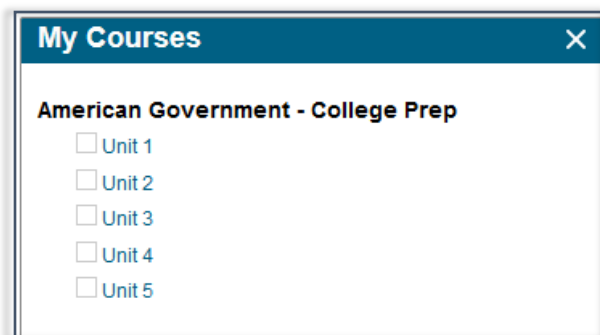 My Courses
American Government - College Prep
Unit 1
Unit 2
Unit 3
Unit 4
Unit 5